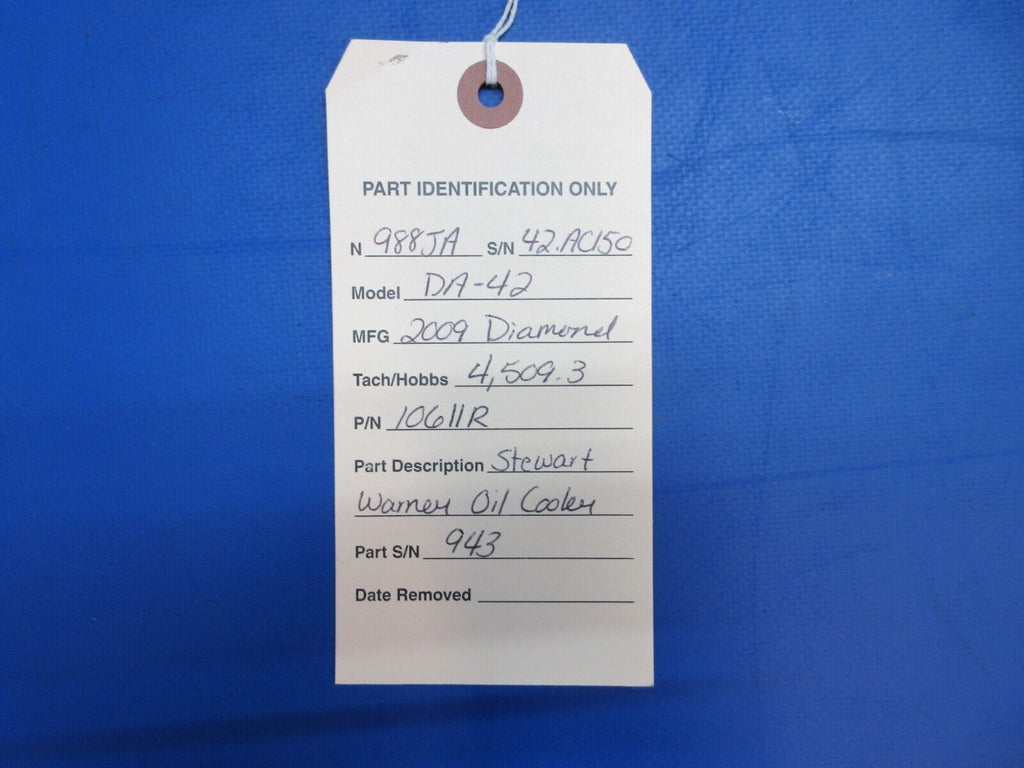 PART IDENTIFICATION ONLY
N 988JA S/N 42.AC150
Model DA-42
MFG 2009 Diamond
Tach/Hobbs 4,509.3
P/N 10611R
Part Description Stewart
Warner Oil Cooler
Part S/N 943
Date Removed